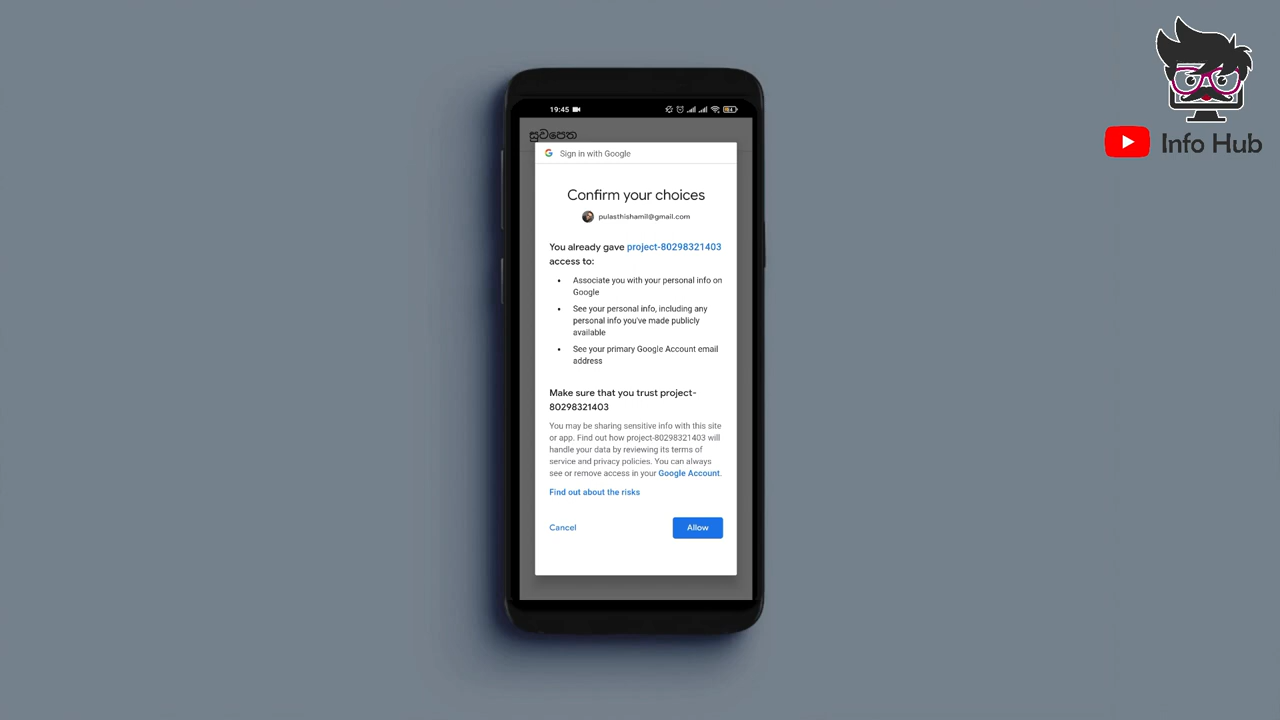 19:45
සුවපෙත
Sign in with Google
Confirm your choices
pulasthishamil@gmail.com
You already gave project-80298321403
access to:
• Associate you with your personal info on
Google
• See your personal info, including any
personal info you've made publicly
available
• See your primary Google Account email
address
Make sure that you trust project-
80298321403
You may be sharing sensitive info with this site
or app. Find out how project-80298321403 will
handle your data by reviewing its terms of
service and privacy policies. You can always
see or remove access in your Google Account.
Find out about the risks
Cancel
Allow
Info Hub